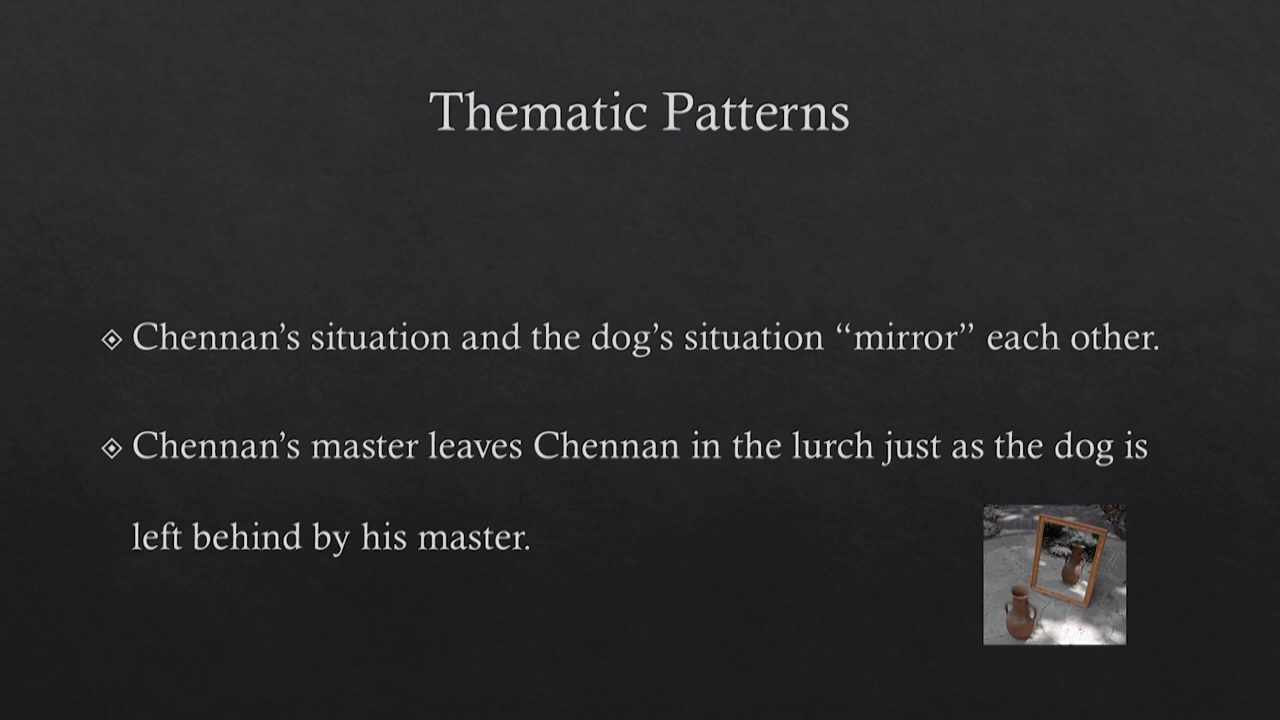 Thematic Patterns
Chennan’s situation and the dog’s situation “mirror” each other.
Chennan’s master leaves Chennan in the lurch just as the dog is
left behind by his master.